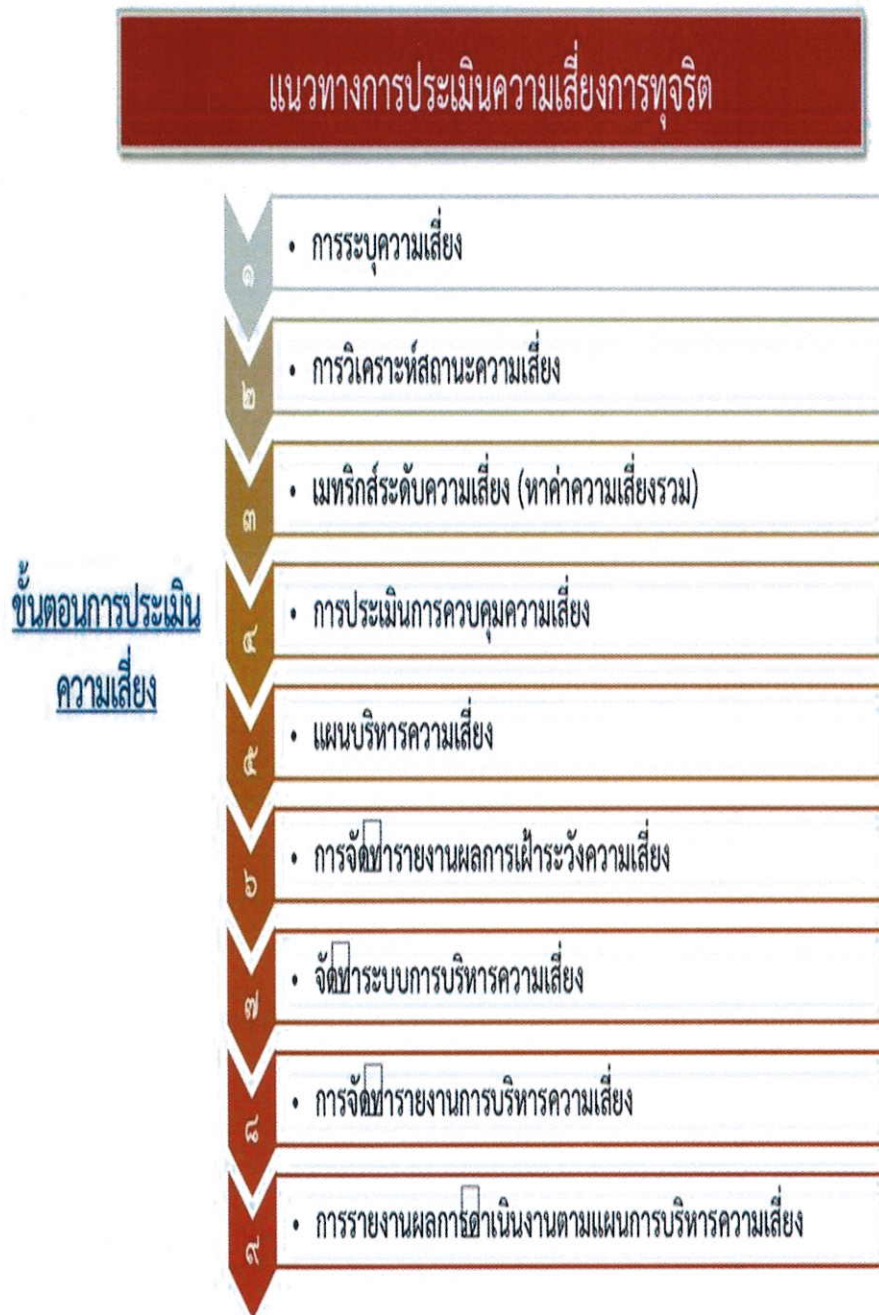 แนวทางการประเมินความเสี่ยงการทุจริต
ขั้นตอนการประเมิน
ความเสี่ยง
๑
• การระบุความเสี่ยง
๒
• การวิเคราะห์สถานะความเสี่ยง
๓
• เมทริกส์ระดับความเสี่ยง (หาค่าความเสี่ยงรวม)
๔
• การประเมินการควบคุมความเสี่ยง
๕
• แผนบริหารความเสี่ยง
๖
• การจัดทำรายงานผลการเฝ้าระวังความเสี่ยง
๗
• จัดทำระบบการบริหารความเสี่ยง
๘
• การจัดทำรายงานการบริหารความเสี่ยง
๙
• การรายงานผลการดำเนินงานตามแผนการบริหารความเสี่ยง